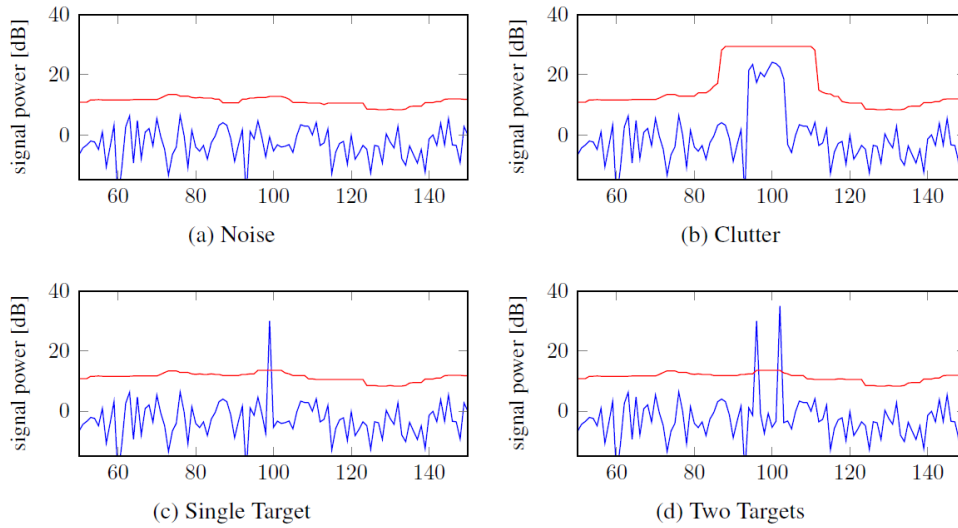 40
20
0
signal power [dB]
60 80 100 120 140
(a) Noise
40
20
0
signal power [dB]
60 80 100 120 140
(b) Clutter
40
20
0
signal power [dB]
60 80 100 120 140
(c) Single Target
40
20
0
signal power [dB]
60 80 100 120 140
(d) Two Targets